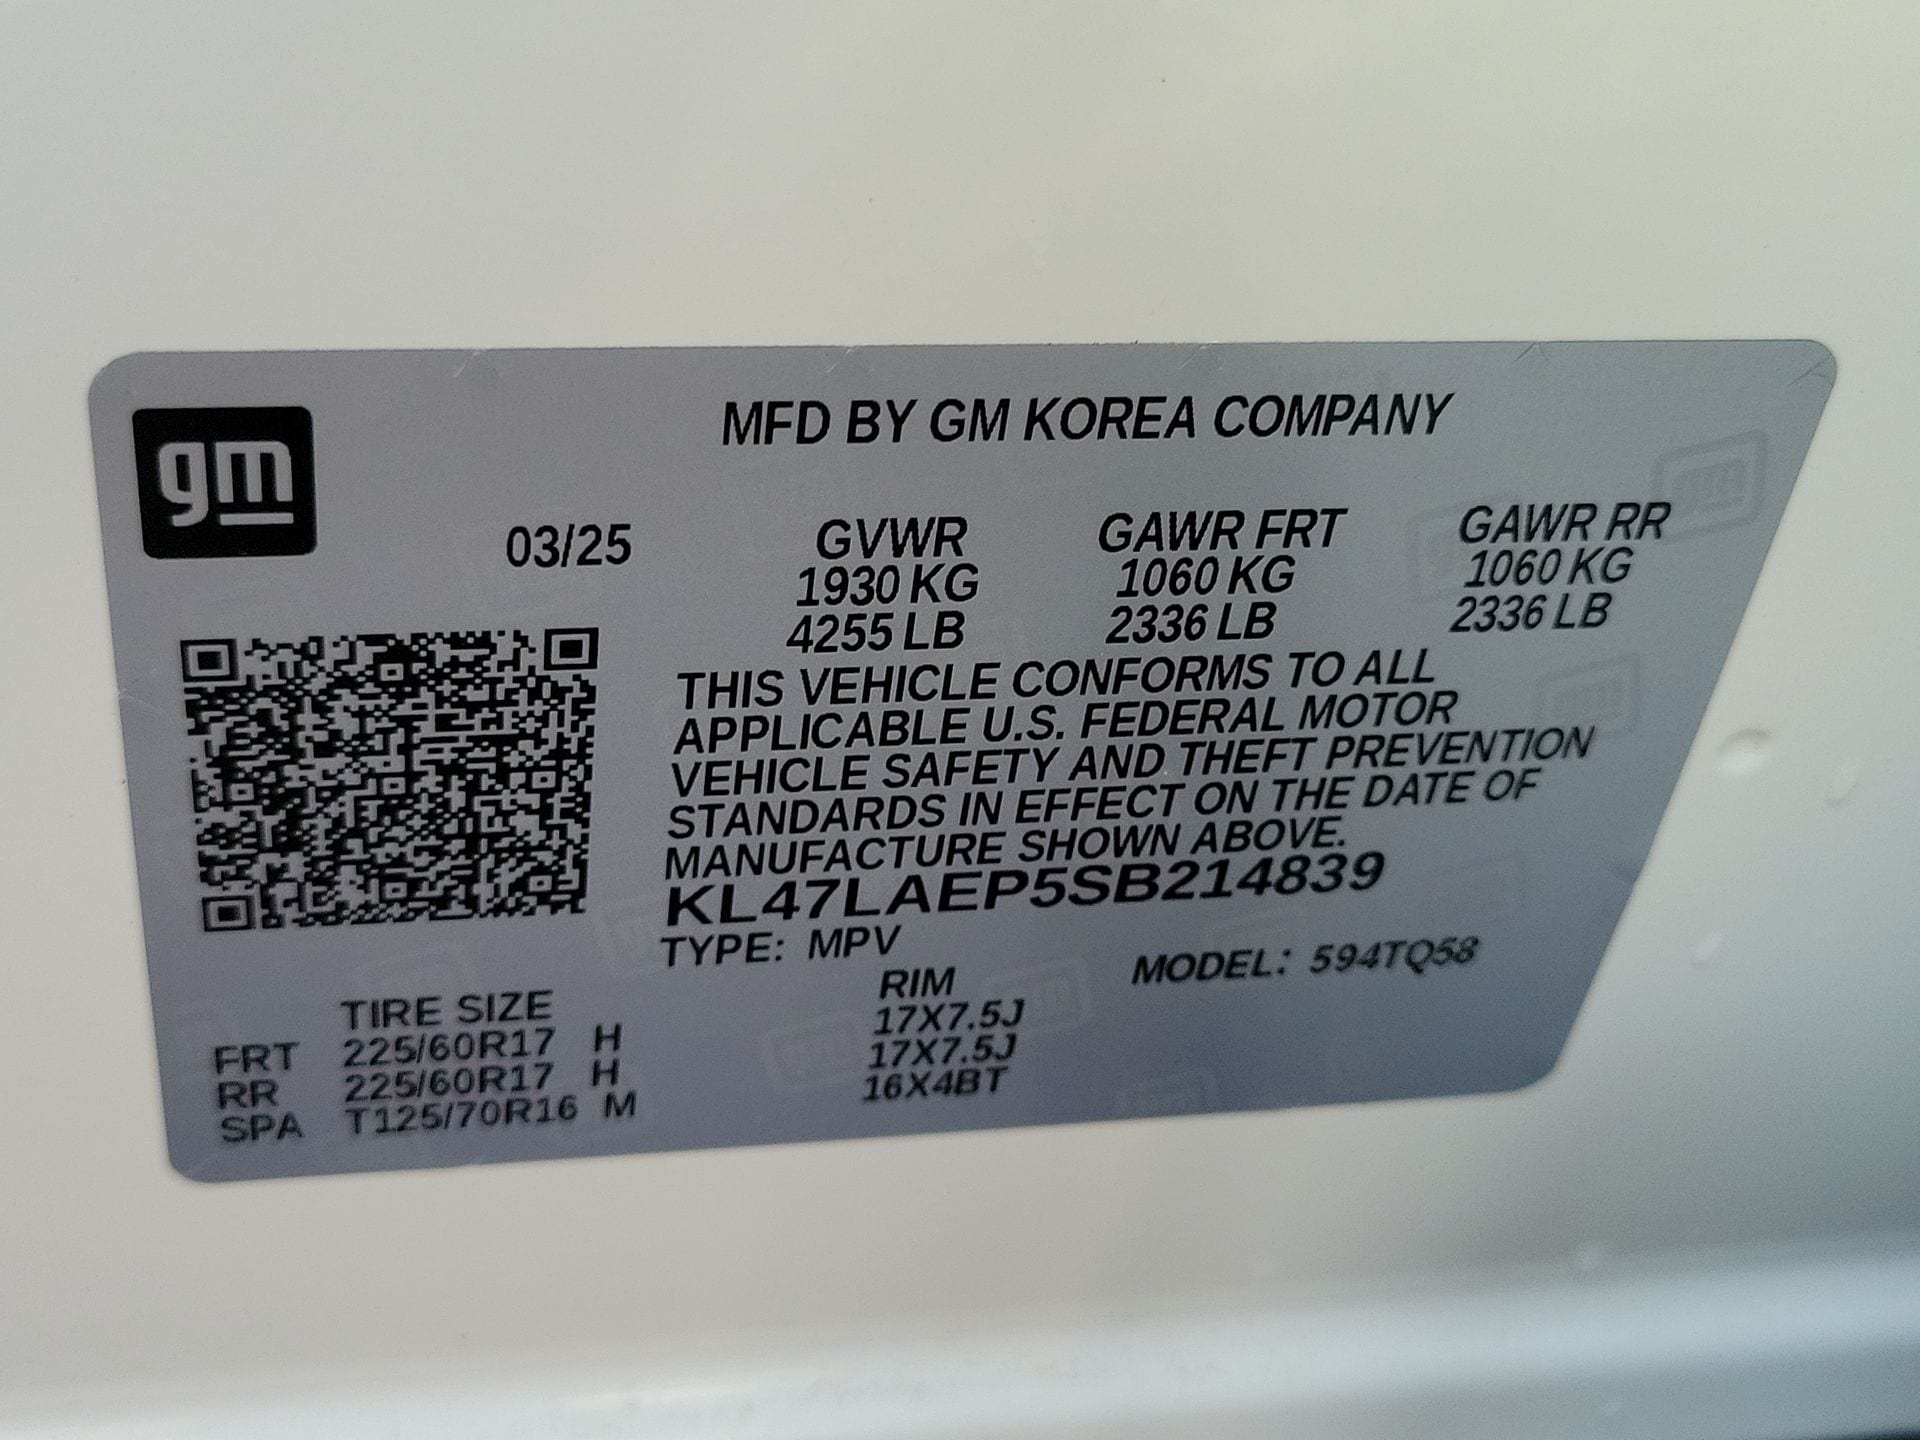 gm
MFD BY GM KOREA COMPANY
03/25
GVWR GAWR FRT GAWR RR
1930 KG 1060 KG 1060 KG
4255 LB 2336 LB 2336 LB
THIS VEHICLE CONFORMS TO ALL
APPLICABLE U.S. FEDERAL MOTOR
VEHICLE SAFETY AND THEFT PREVENTION
STANDARDS IN EFFECT ON THE DATE OF
MANUFACTURE SHOWN ABOVE.
KL47LAEP5SB214839
TYPE: MPV MODEL: 594TQ58
TIRE SIZE RIM
FRT 225/60R17 H 17X7.5J
RR 225/60R17 H 17X7.5J
SPA T125/70R16 M 16X4BT